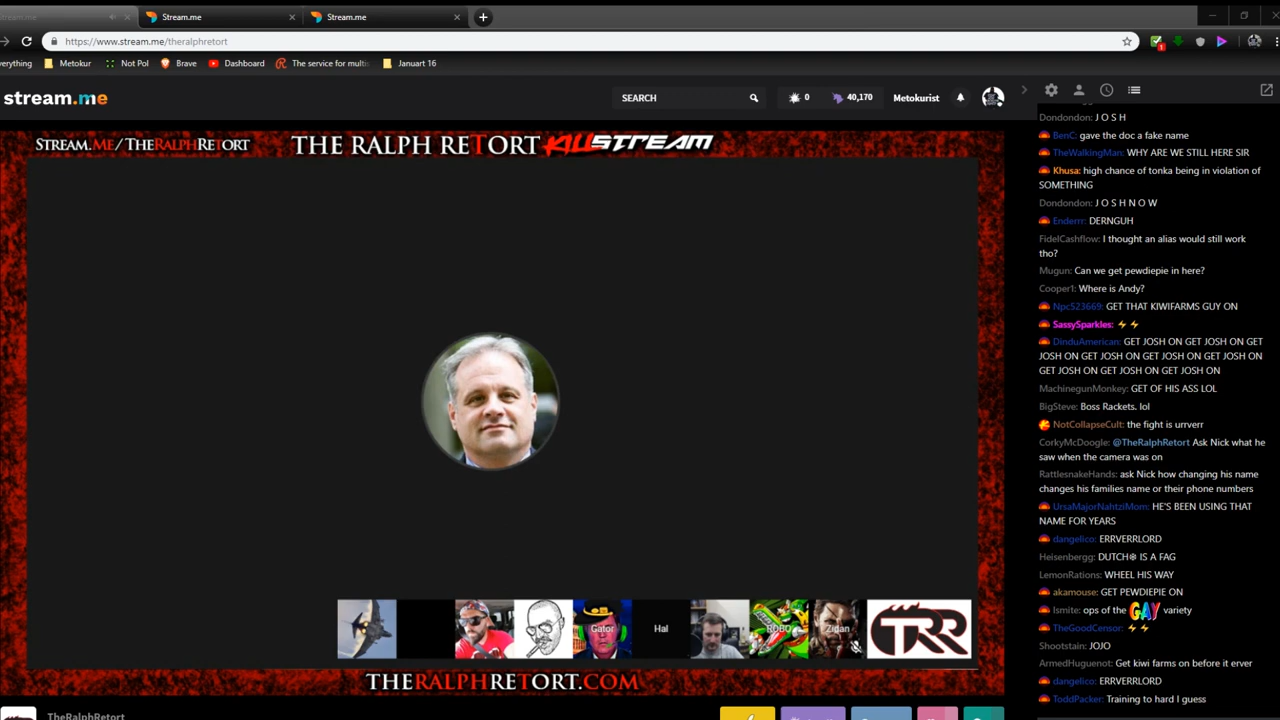 Stream.me
Stream.me
Stream.me
https://www.stream.me/theralphretort
verything
Metokur
Not Pol
Brave
Dashboard
The service for multis
Januart 16
stream.me
SEARCH
0
40,170
Metokurist
STREAM.ME/THERALPHRETORT
THE RALPH RETORT KILLSTREAM
Gator
Hal
ROBO
Zidan
TRR
THERALPHRETORT.COM
TheRalphRetort
Dondondon: J O S H
BenC: gave the doc a fake name
TheWalkingMan: WHY ARE WE STILL HERE SIR
Khusa: high chance of tonka being in violation of
SOMETHING
Dondondon: J O S H N O W
Enderrr: DERNGUH
FidelCashflow: I thought an alias would still work
tho?
Mugun: Can we get pewdiepie in here?
Cooper1: Where is Andy?
Npc523669: GET THAT KIWIFARMS GUY ON
SassySparkles: ⚡⚡
DinduAmerican: GET JOSH ON GET JOSH ON GET
JOSH ON GET JOSH ON GET JOSH ON GET JOSH ON
GET JOSH ON GET JOSH ON GET JOSH ON
MachinegunMonkey: GET OF HIS ASS LOL
BigSteve: Boss Rackets. lol
NotCollapseCult: the fight is urrverr
CorkyMcDoogle: @TheRalphRetort Ask Nick what he
saw when the camera was on
RattlesnakeHands: ask Nick how changing his name
changes his families name or their phone numbers
UrsaMajorNahtziMom: HE'S BEEN USING THAT
NAME FOR YEARS
dangelico: ERRVERRLORD
Heisenbergg: DUTCH❄ IS A FAG
LemonRations: WHEEL HIS WAY
akamouse: GET PEWDIEPIE ON
Ismite: ops of the GAY variety
TheGoodCensor: ⚡⚡
Shootstain: JOJO
ArmedHuguenot: Get kiwi farms on before it erver
dangelico: ERRVERRLORD
ToddPacker: Training to hard I guess